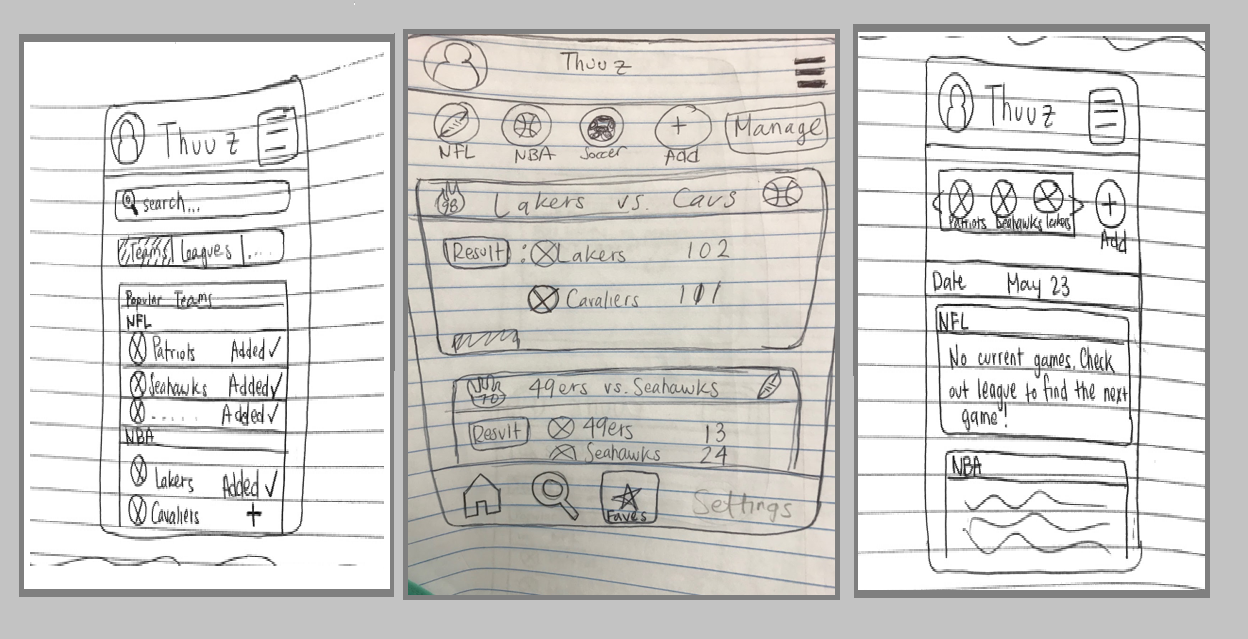 Thuuz
search...
Teams Leagues ....
Popular Teams
NFL
Patriots Added ✓
Seahawks Added ✓
..... Added ✓
NBA
Lakers Added ✓
Cavaliers +
Thuuz
NFL NBA Soccer + Add Manage
98 Lakers vs. Cavs
Result : Lakers 102
Cavaliers 101
70 49ers vs. Seahawks
Result 49ers 13
Seahawks 24
Faves Settings
Thuuz
Patriots Seahawks Lakers + Add
Date May 23
NFL
No current games. Check
out league to find the next
game!
NBA